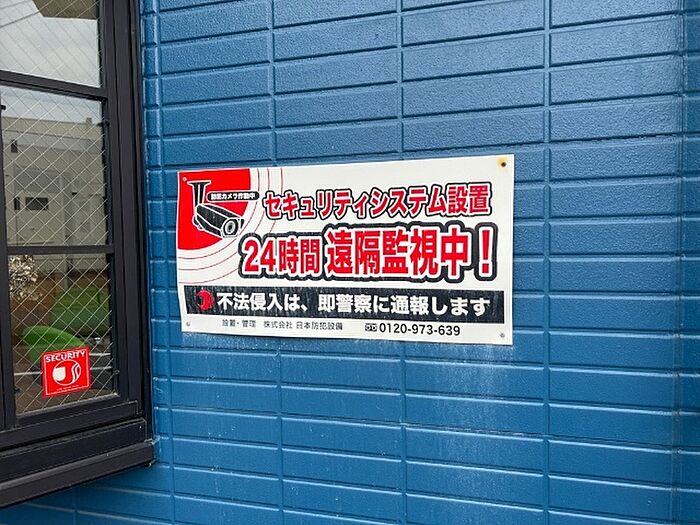 防犯カメラ作動中
セキュリティシステム設置
24時間 遠隔監視中！
不法侵入は、即警察に通報します
設置・管理 株式会社 日本防犯設備 0120-973-639
SECURITY